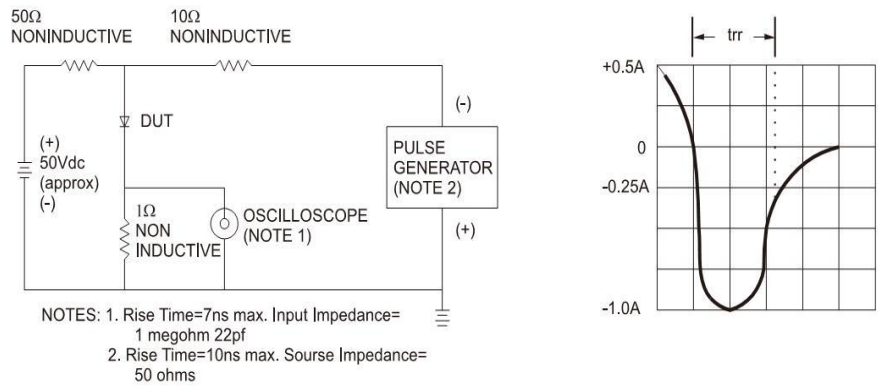 50Ω
NONINDUCTIVE
10Ω
NONINDUCTIVE
DUT
(+)
50Vdc
(approx)
(-)
1Ω
NON
INDUCTIVE
OSCILLOSCOPE
(NOTE 1)
(-)
PULSE
GENERATOR
(NOTE 2)
(+)
NOTES: 1. Rise Time=7ns max. Input Impedance=
1 megohm 22pf
2. Rise Time=10ns max. Sourse Impedance=
50 ohms
trr
+0.5A
0
-0.25A
-1.0A